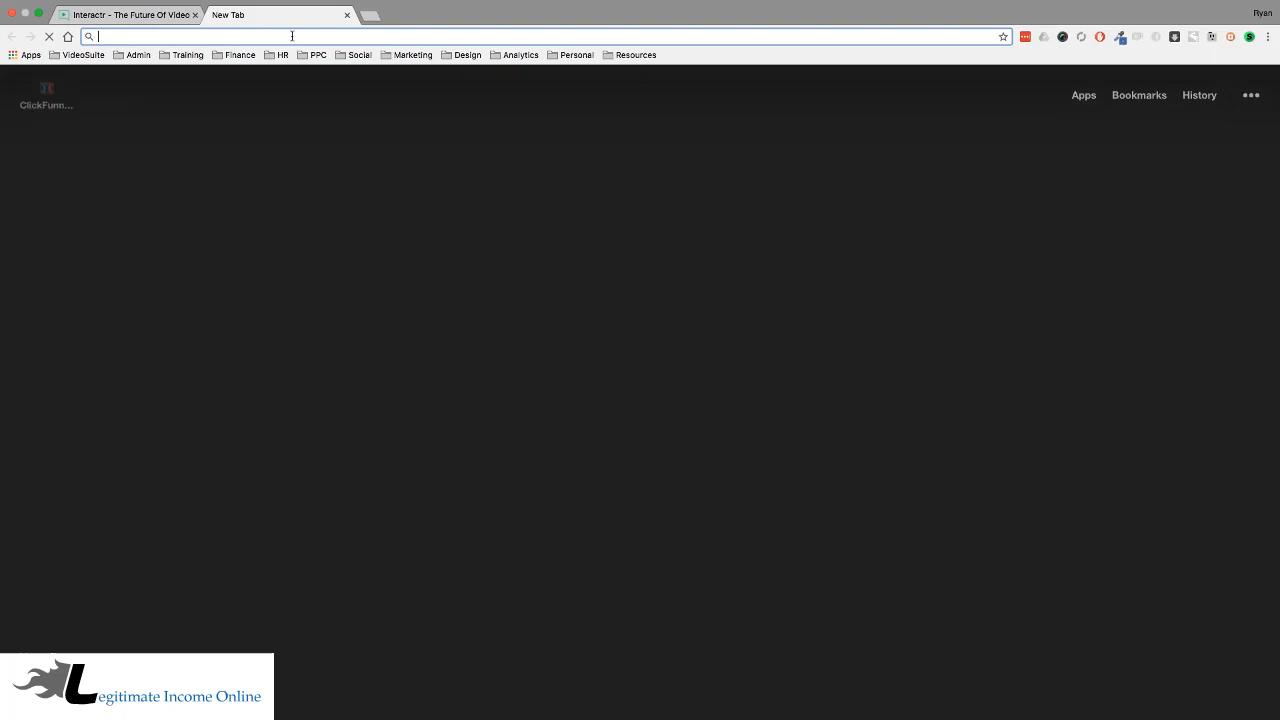 Interactr - The Future Of Video
New Tab
Ryan
Apps
VideoSuite
Admin
Training
Finance
HR
PPC
Social
Marketing
Design
Analytics
Personal
Resources
ClickFunn...
Apps
Bookmarks
History
Legitimate Income Online